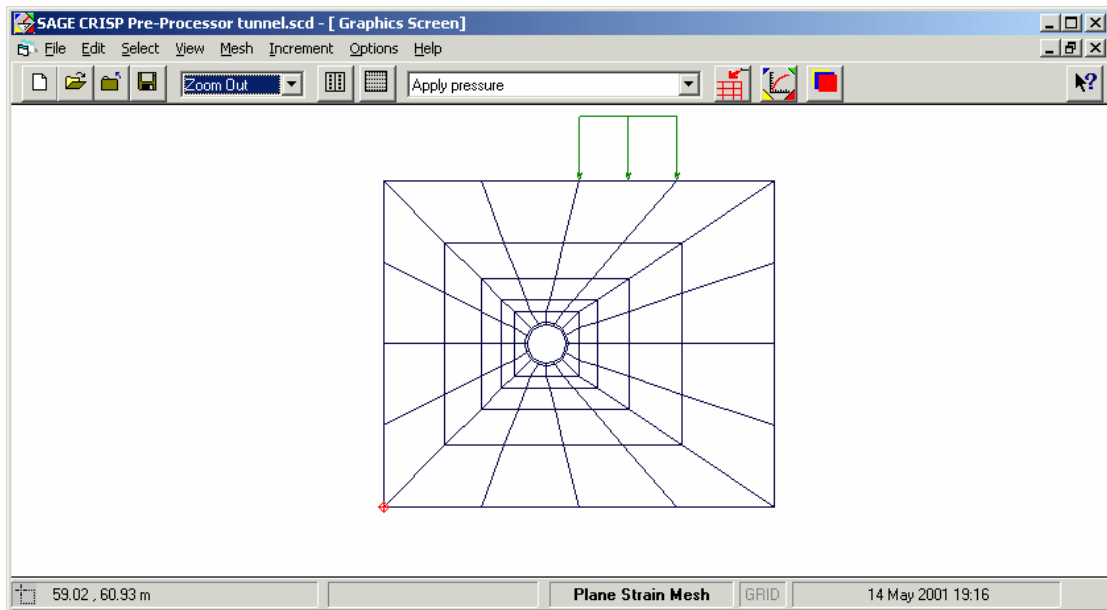 SAGE CRISP Pre-Processor tunnel.scd - [ Graphics Screen]
File Edit Select View Mesh Increment Options Help
Zoom Out Apply pressure
59.02 , 60.93 m Plane Strain Mesh GRID 14 May 2001 19:16